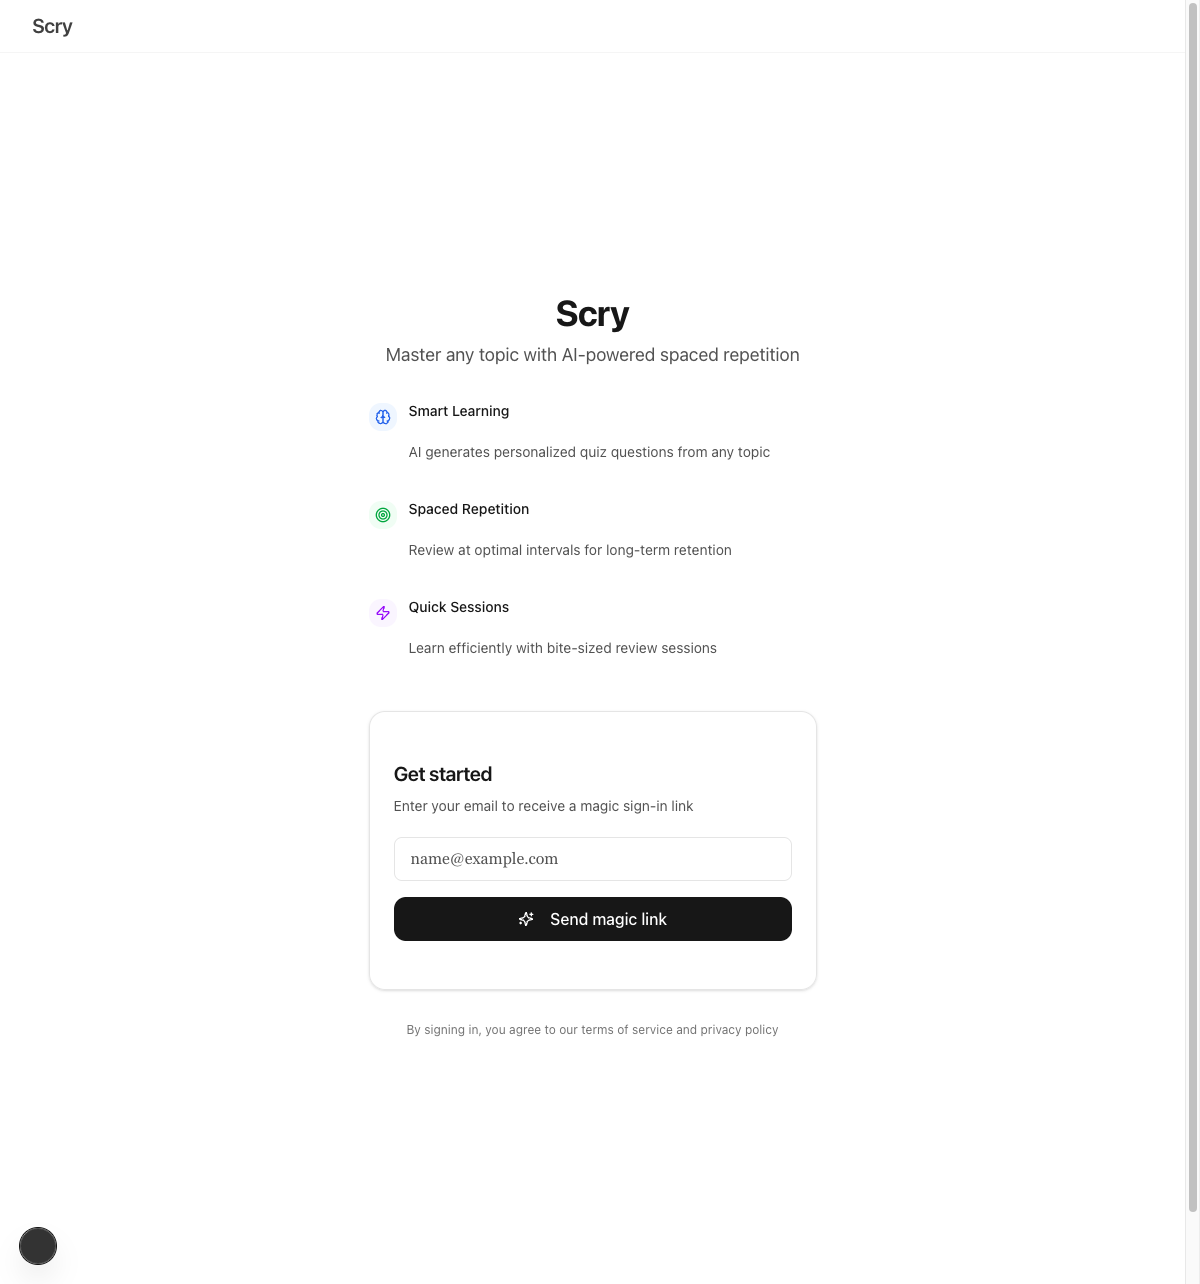 Scry
Scry
Master any topic with AI-powered spaced repetition
Smart Learning
AI generates personalized quiz questions from any topic
Spaced Repetition
Review at optimal intervals for long-term retention
Quick Sessions
Learn efficiently with bite-sized review sessions
Get started
Enter your email to receive a magic sign-in link
name@example.com
Send magic link
By signing in, you agree to our terms of service and privacy policy